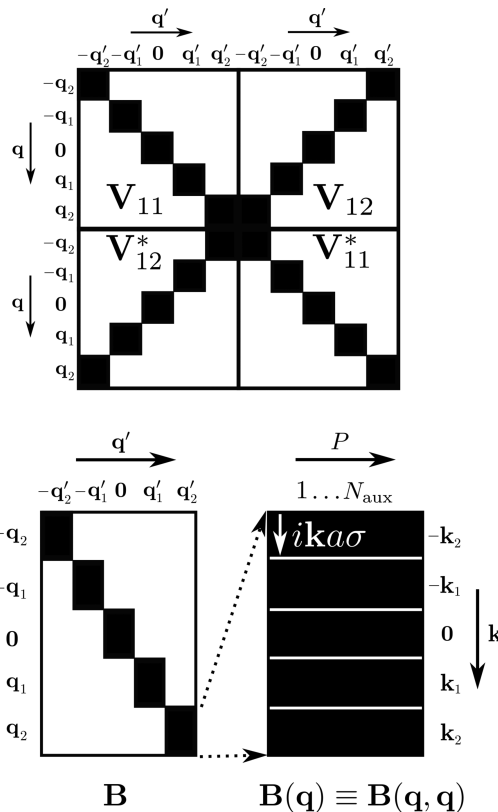 q′ q′
-q′₂ -q′₁ 0 q′₁ q′₂ -q′₂ -q′₁ 0 q′₁ q′₂
-q₂
-q₁
q 0
q₁ V₁₁ V₁₂
q₂
-q₂ V*₁₂ V*₁₁
-q₁
q 0
q₁
q₂
q′ P
-q′₂ -q′₁ 0 q′₁ q′₂ 1…N_aux
-q₂ ikaσ -k₂
-q₁ -k₁
0 0 k
q₁ k₁
q₂ k₂
B B(q) ≡ B(q, q)